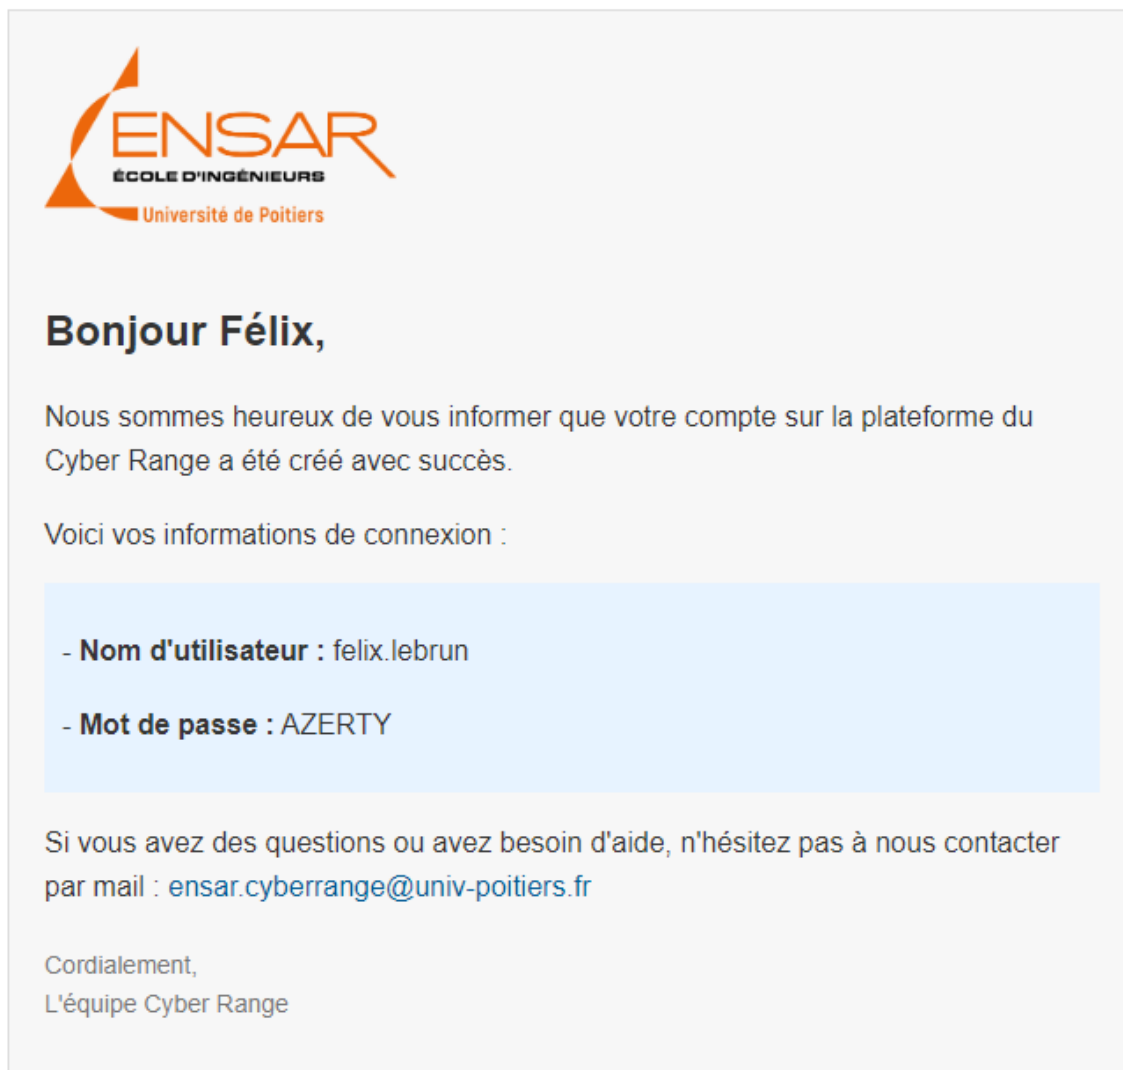 ENSAR
ÉCOLE D'INGÉNIEURS
Université de Poitiers
Bonjour Félix,
Nous sommes heureux de vous informer que votre compte sur la plateforme du
Cyber Range a été créé avec succès.
Voici vos informations de connexion :
- Nom d'utilisateur : felix.lebrun
- Mot de passe : AZERTY
Si vous avez des questions ou avez besoin d'aide, n'hésitez pas à nous contacter
par mail : ensar.cyberrange@univ-poitiers.fr
Cordialement,
L'équipe Cyber Range